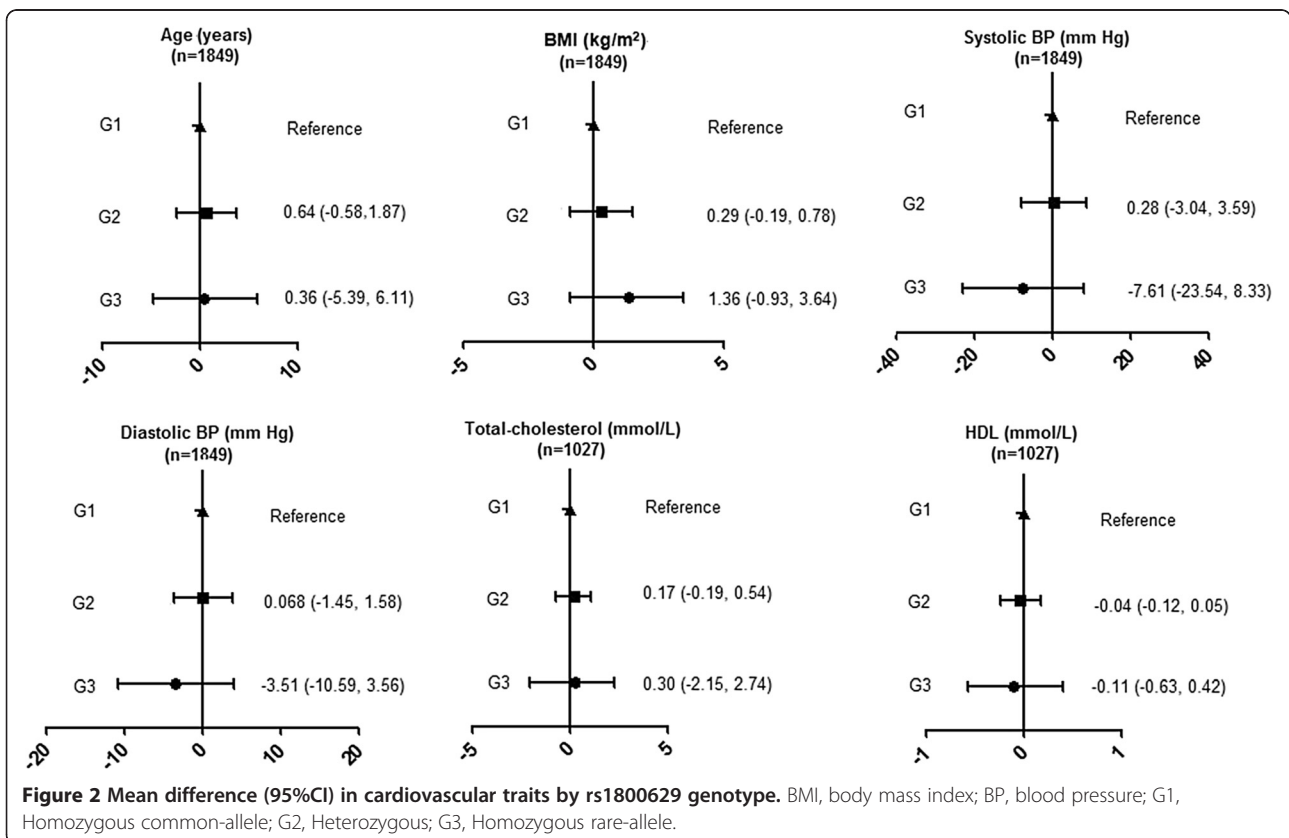 Age (years)
(n=1849)
G1 Reference
G2 0.64 (-0.58,1.87)
G3 0.36 (-5.39, 6.11)
-10 0 10
BMI (kg/m²)
(n=1849)
G1 Reference
G2 0.29 (-0.19, 0.78)
G3 1.36 (-0.93, 3.64)
-5 0 5
Systolic BP (mm Hg)
(n=1849)
G1 Reference
G2 0.28 (-3.04, 3.59)
G3 -7.61 (-23.54, 8.33)
-40 -20 0 20 40
Diastolic BP (mm Hg)
(n=1849)
G1 Reference
G2 0.068 (-1.45, 1.58)
G3 -3.51 (-10.59, 3.56)
-20 -10 0 10 20
Total-cholesterol (mmol/L)
(n=1027)
G1 Reference
G2 0.17 (-0.19, 0.54)
G3 0.30 (-2.15, 2.74)
-5 0 5
HDL (mmol/L)
(n=1027)
G1 Reference
G2 -0.04 (-0.12, 0.05)
G3 -0.11 (-0.63, 0.42)
-1 0 1
Figure 2 Mean difference (95%CI) in cardiovascular traits by rs1800629 genotype. BMI, body mass index; BP, blood pressure; G1,
Homozygous common-allele; G2, Heterozygous; G3, Homozygous rare-allele.